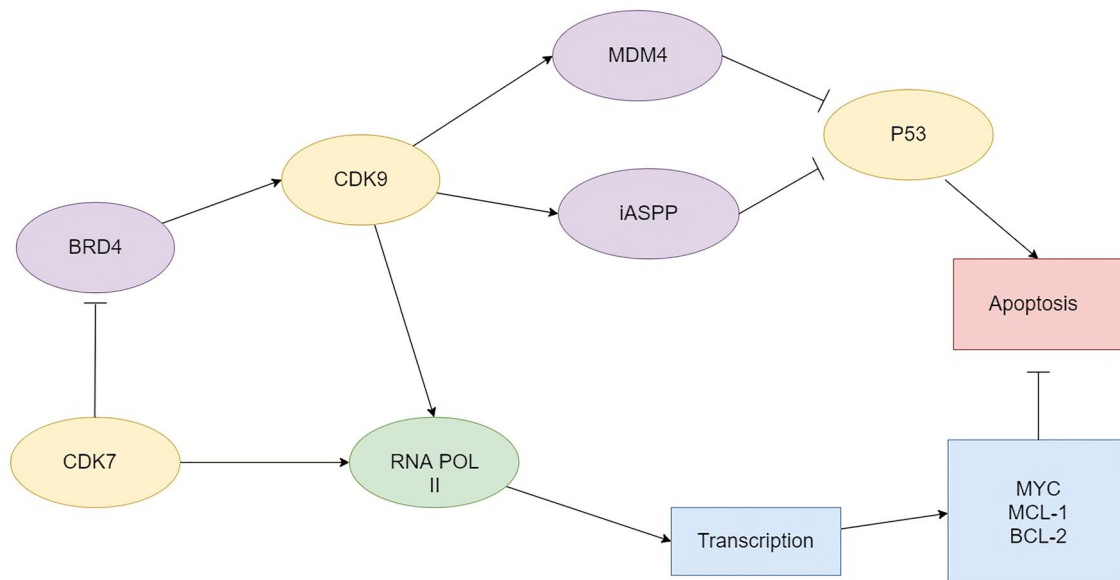 MDM4
P53
CDK9
iASPP
BRD4
Apoptosis
CDK7
RNA POL
II
Transcription
MYC
MCL-1
BCL-2